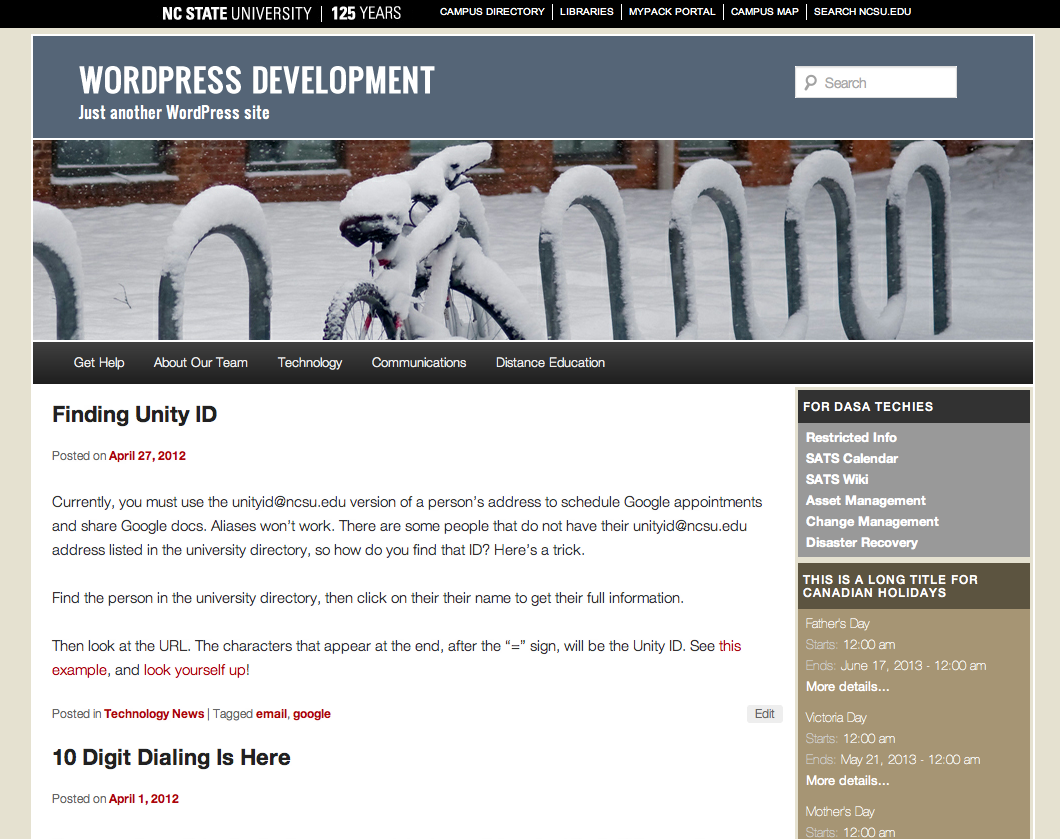 NC STATE UNIVERSITY | 125 YEARS
CAMPUS DIRECTORY | LIBRARIES | MYPACK PORTAL | CAMPUS MAP | SEARCH NCSU.EDU
WORDPRESS DEVELOPMENT
Just another WordPress site
Search
Get Help About Our Team Technology Communications Distance Education
Finding Unity ID
Posted on April 27, 2012
Currently, you must use the unityid@ncsu.edu version of a person’s address to schedule Google appointments
and share Google docs. Aliases won’t work. There are some people that do not have their unityid@ncsu.edu
address listed in the university directory, so how do you find that ID? Here’s a trick.
Find the person in the university directory, then click on their their name to get their full information.
Then look at the URL. The characters that appear at the end, after the “=” sign, will be the Unity ID. See this
example, and look yourself up!
Posted in Technology News | Tagged email, google
Edit
10 Digit Dialing Is Here
Posted on April 1, 2012
FOR DASA TECHIES
Restricted Info
SATS Calendar
SATS Wiki
Asset Management
Change Management
Disaster Recovery
THIS IS A LONG TITLE FOR
CANADIAN HOLIDAYS
Father's Day
Starts: 12:00 am
Ends: June 17, 2013 - 12:00 am
More details...
Victoria Day
Starts: 12:00 am
Ends: May 21, 2013 - 12:00 am
More details...
Mother's Day
Starts: 12:00 am